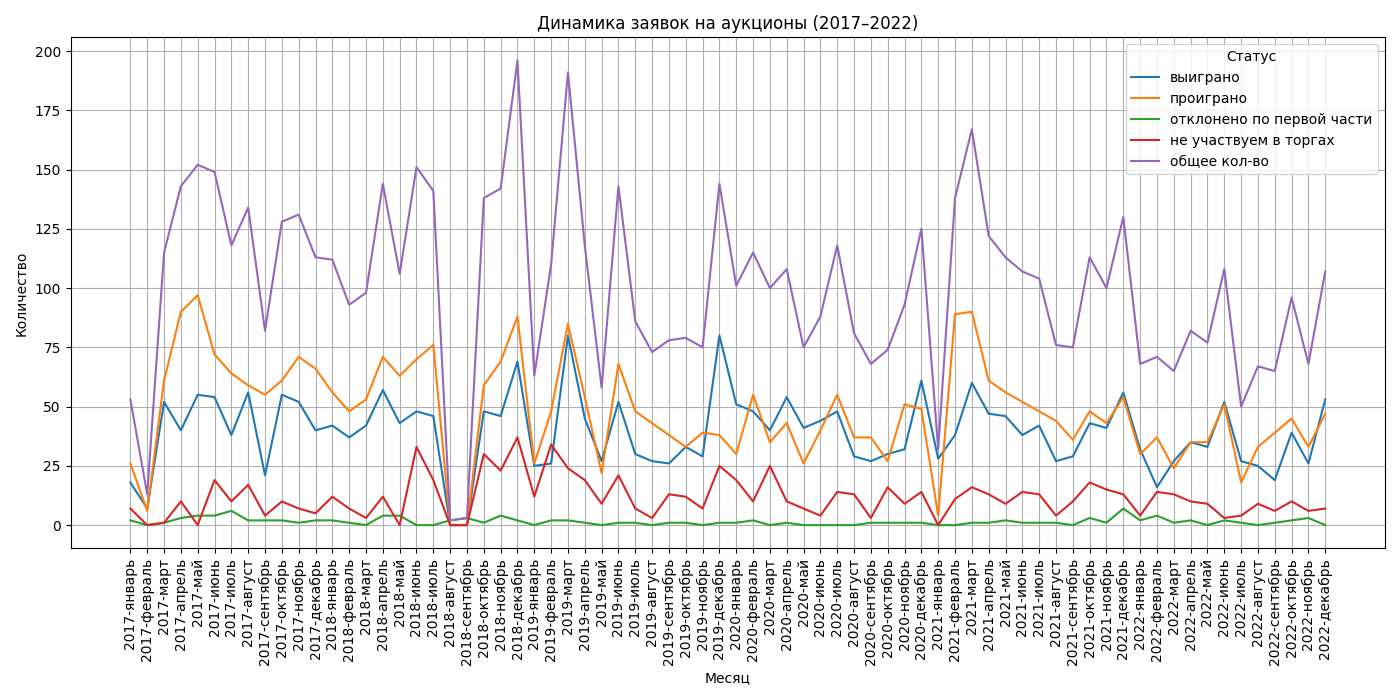 Динамика заявок на аукционы (2017–2022)
Количество
200
175
150
125
100
75
50
25
0
Статус
выиграно
проиграно
отклонено по первой части
не участвуем в торгах
общее кол-во
2017-январь
2017-февраль
2017-март
2017-апрель
2017-май
2017-июнь
2017-июль
2017-август
2017-сентябрь
2017-октябрь
2017-ноябрь
2017-декабрь
2018-январь
2018-февраль
2018-март
2018-апрель
2018-май
2018-июнь
2018-июль
2018-август
2018-сентябрь
2018-октябрь
2018-ноябрь
2018-декабрь
2019-январь
2019-февраль
2019-март
2019-апрель
2019-май
2019-июнь
2019-июль
2019-август
2019-сентябрь
2019-октябрь
2019-ноябрь
2019-декабрь
2020-январь
2020-февраль
2020-март
2020-апрель
2020-май
2020-июнь
2020-июль
2020-август
2020-сентябрь
2020-октябрь
2020-ноябрь
2020-декабрь
2021-январь
2021-февраль
2021-март
2021-апрель
2021-май
2021-июнь
2021-июль
2021-август
2021-сентябрь
2021-октябрь
2021-ноябрь
2021-декабрь
2022-январь
2022-февраль
2022-март
2022-апрель
2022-май
2022-июнь
2022-июль
2022-август
2022-сентябрь
2022-октябрь
2022-ноябрь
2022-декабрь
Месяц